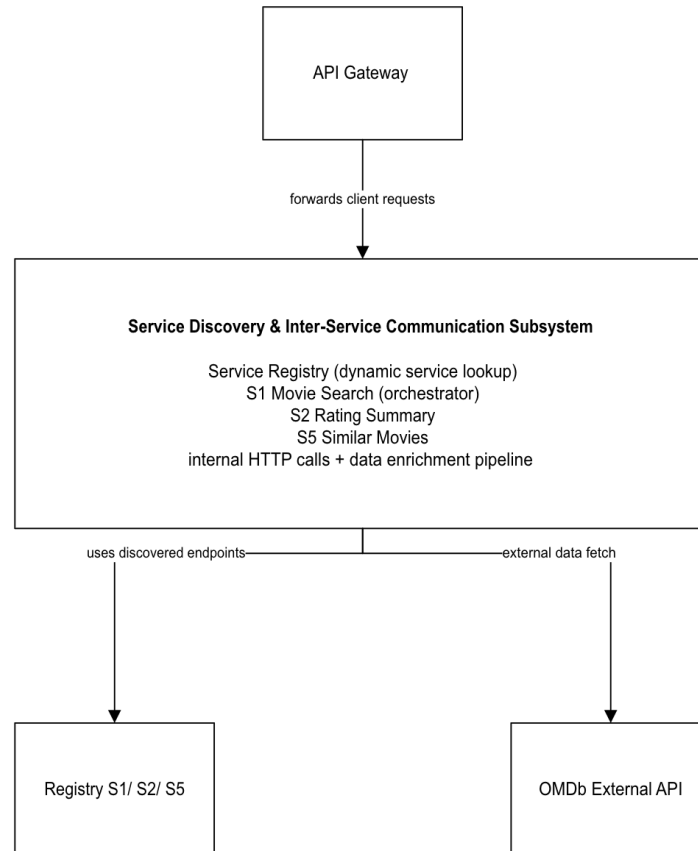 API Gateway
forwards client requests
Service Discovery & Inter-Service Communication Subsystem
Service Registry (dynamic service lookup)
S1 Movie Search (orchestrator)
S2 Rating Summary
S5 Similar Movies
internal HTTP calls + data enrichment pipeline
uses discovered endpoints
external data fetch
Registry S1/ S2/ S5
OMDb External API